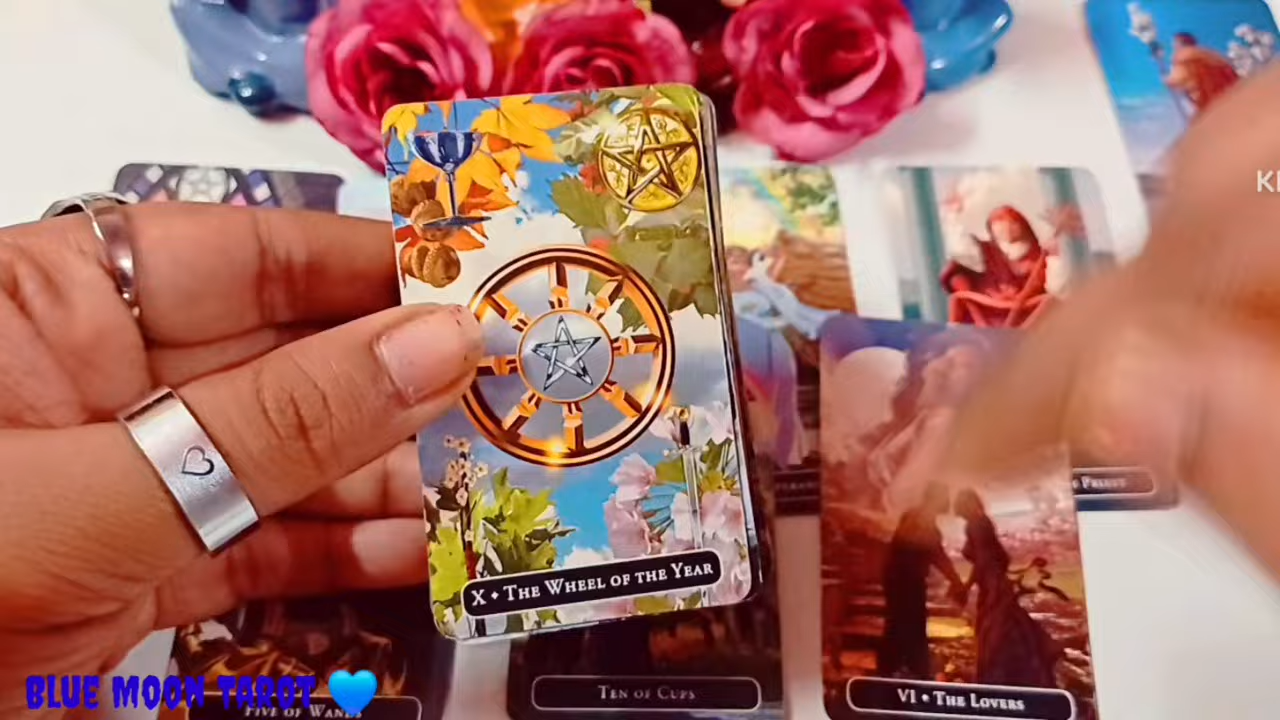 X • THE WHEEL OF THE YEAR
FIVE OF WANDS
TEN OF CUPS
VI • THE LOVERS
BLUE MOON TAROT 💙